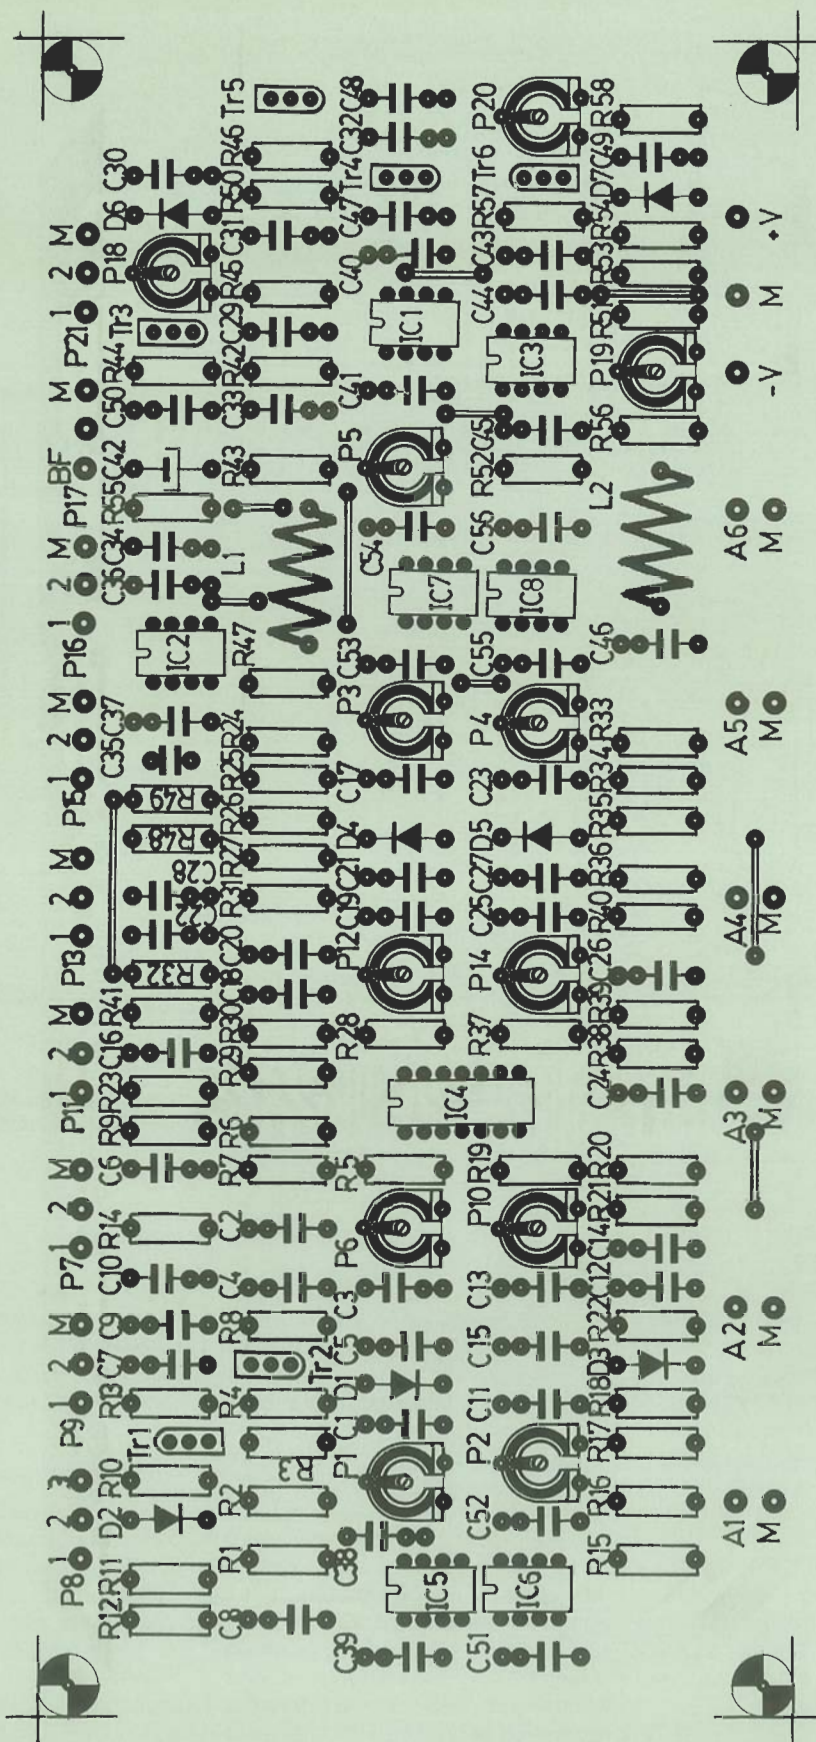 P8 1 2 3 P9 1 2 M P7 1 2 M P11 1 2 M P13 1 2 M P15 1 2 M P16 1 2 M P17 BF M P21 1 2 M
R12 R11 D2 R10 Tr1 R13 C7 C9 C10 R14 C6 R9 R23 C16 R41 R32 C22 C28 R48 R49 C35 C37 IC2 C36 C34 R55 C42 C50 R44 Tr3 P18 D6 C30
C8 R1 R2 R3 R4 Tr2 R8 C4 C2 R7 R6 R29 R30 C18 C20 R31 R27 R26 R25 R24 R47 L1 R43 C33 R42 C29 R45 C31 R50 R46 Tr5
C39 IC5 C38 P1 C1 D1 C5 C3 P6 R5 IC4 R28 P12 C19 C21 D4 C17 P3 C53 IC7 C54 P5 C41 IC1 C40 C47 Tr4 C32 C48
C51 IC6 C52 P2 C11 C15 C13 P10 R19 R37 P14 C25 C27 D5 C23 P4 C55 IC8 C56 R52 C45 IC3 C44 C43 R57 Tr6 P20
R15 R16 R17 R18 D3 R22 C12 C14 R21 R20 C24 R38 R39 C26 R40 R36 R35 R34 R33 C46 L2 R56 P19 R51 R53 R54 D7 C49 R58
A1 A2 A3 A4 A5 A6 -V M +V
M M M M M M